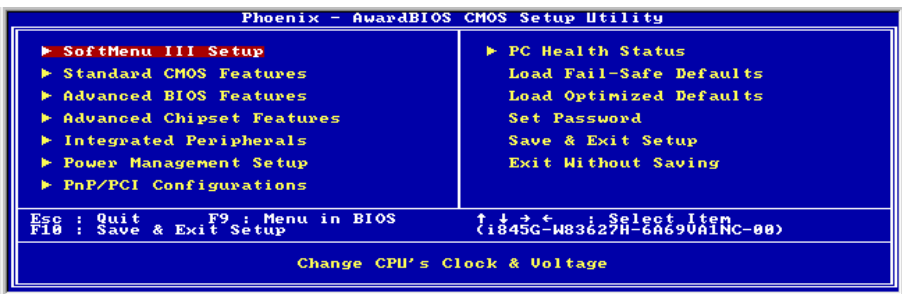 Phoenix - AwardBIOS CMOS Setup Utility
SoftMenu III Setup
Standard CMOS Features
Advanced BIOS Features
Advanced Chipset Features
Integrated Peripherals
Power Management Setup
PnP/PCI Configurations
PC Health Status
Load Fail-Safe Defaults
Load Optimized Defaults
Set Password
Save & Exit Setup
Exit Without Saving
Esc : Quit F9 : Menu in BIOS ↑ ↓ → ← : Select Item
F10 : Save & Exit Setup (i845G-W83627H-6A69VA1NC-00)
Change CPU's Clock & Voltage